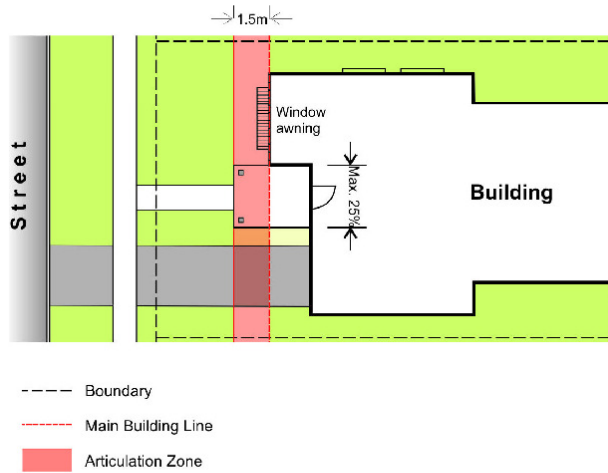 1.5m
Window
awning
Max. 25%
Building
Street
Boundary
Main Building Line
Articulation Zone